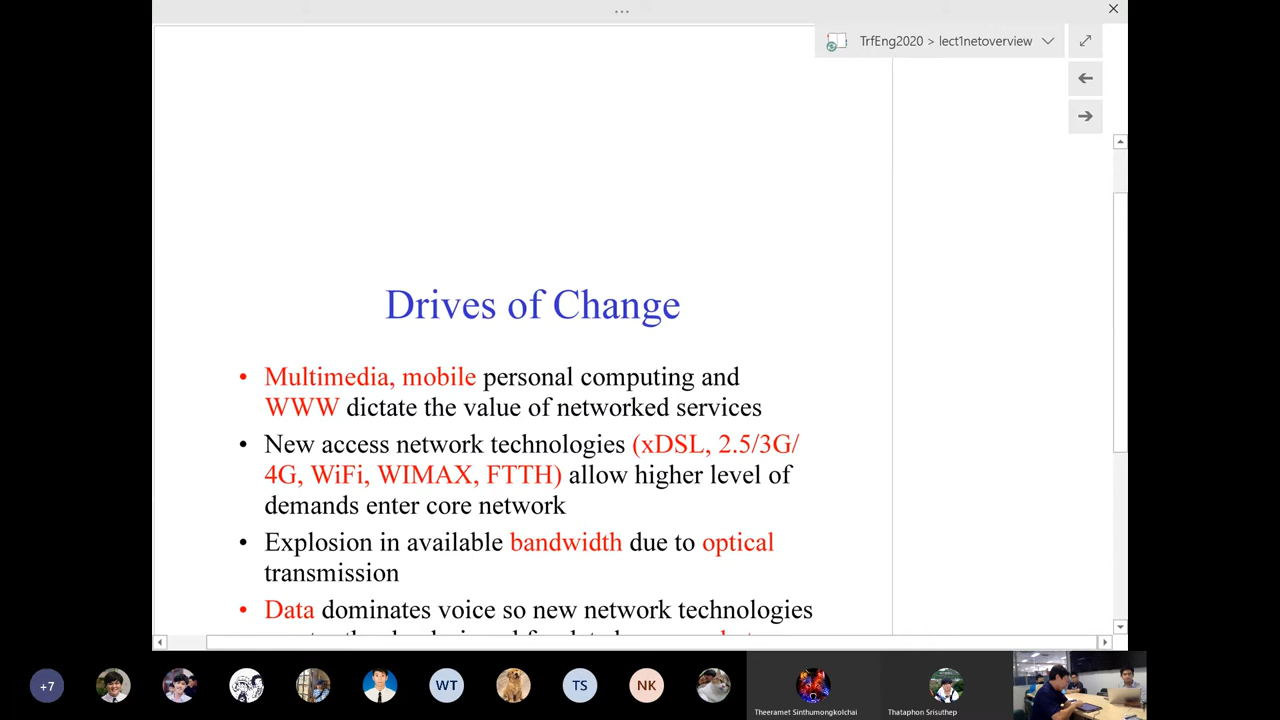 TrfEng2020 > lect1netoverview
Drives of Change
• Multimedia, mobile personal computing and
WWW dictate the value of networked services
• New access network technologies (xDSL, 2.5/3G/
4G, WiFi, WIMAX, FTTH) allow higher level of
demands enter core network
• Explosion in available bandwidth due to optical
transmission
• Data dominates voice so new network technologies
+7
WT
TS
NK
Theeramet Sinthumongkolchai
Thataphon Srisuthep